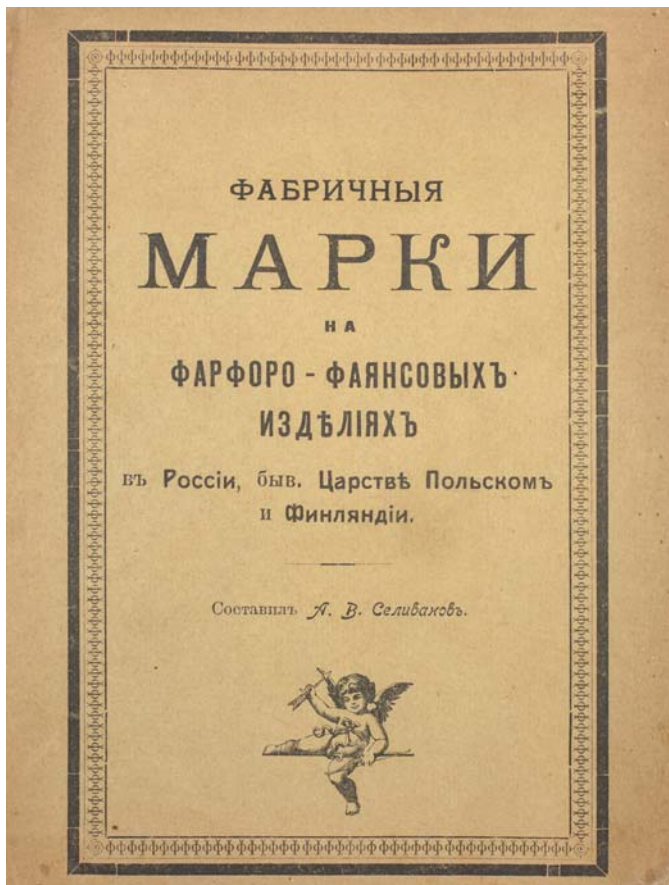 ФАБРИЧНЫЯ
МАРКИ
НА
ФАРФОРО - ФАЯНСОВЫХЪ
ИЗДѢЛІЯХЪ
въ Россіи, быв. Царствѣ Польскомъ
и Финляндіи.
Составилъ А. В. Селивановъ.